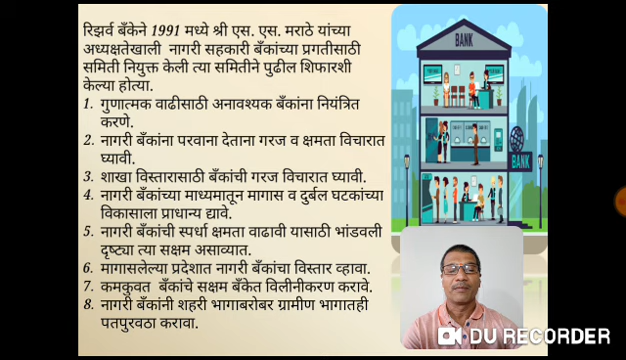 रिझर्व बँकेने 1991 मध्ये श्री एस. एस. मराठे यांच्या
अध्यक्षतेखाली नागरी सहकारी बँकांच्या प्रगतीसाठी
समिती नियुक्त केली त्या समितीने पुढील शिफारशी
केल्या होत्या.
1. गुणात्मक वाढीसाठी अनावश्यक बँकांना नियंत्रित
करणे.
2. नागरी बँकांना परवाना देताना गरज व क्षमता विचारात
घ्यावी.
3. शाखा विस्तारासाठी बँकांची गरज विचारात घ्यावी.
4. नागरी बँकांच्या माध्यमातून मागास व दुर्बल घटकांच्या
विकासाला प्राधान्य द्यावे.
5. नागरी बँकांची स्पर्धा क्षमता वाढावी यासाठी भांडवली
दृष्ट्या त्या सक्षम असाव्यात.
6. मागासलेल्या प्रदेशात नागरी बँकांचा विस्तार व्हावा.
7. कमकुवत बँकांचे सक्षम बँकेत विलीनीकरण करावे.
8. नागरी बँकांनी शहरी भागाबरोबर ग्रामीण भागातही
पतपुरवठा करावा.
BANK
BANK
DU RECORDER